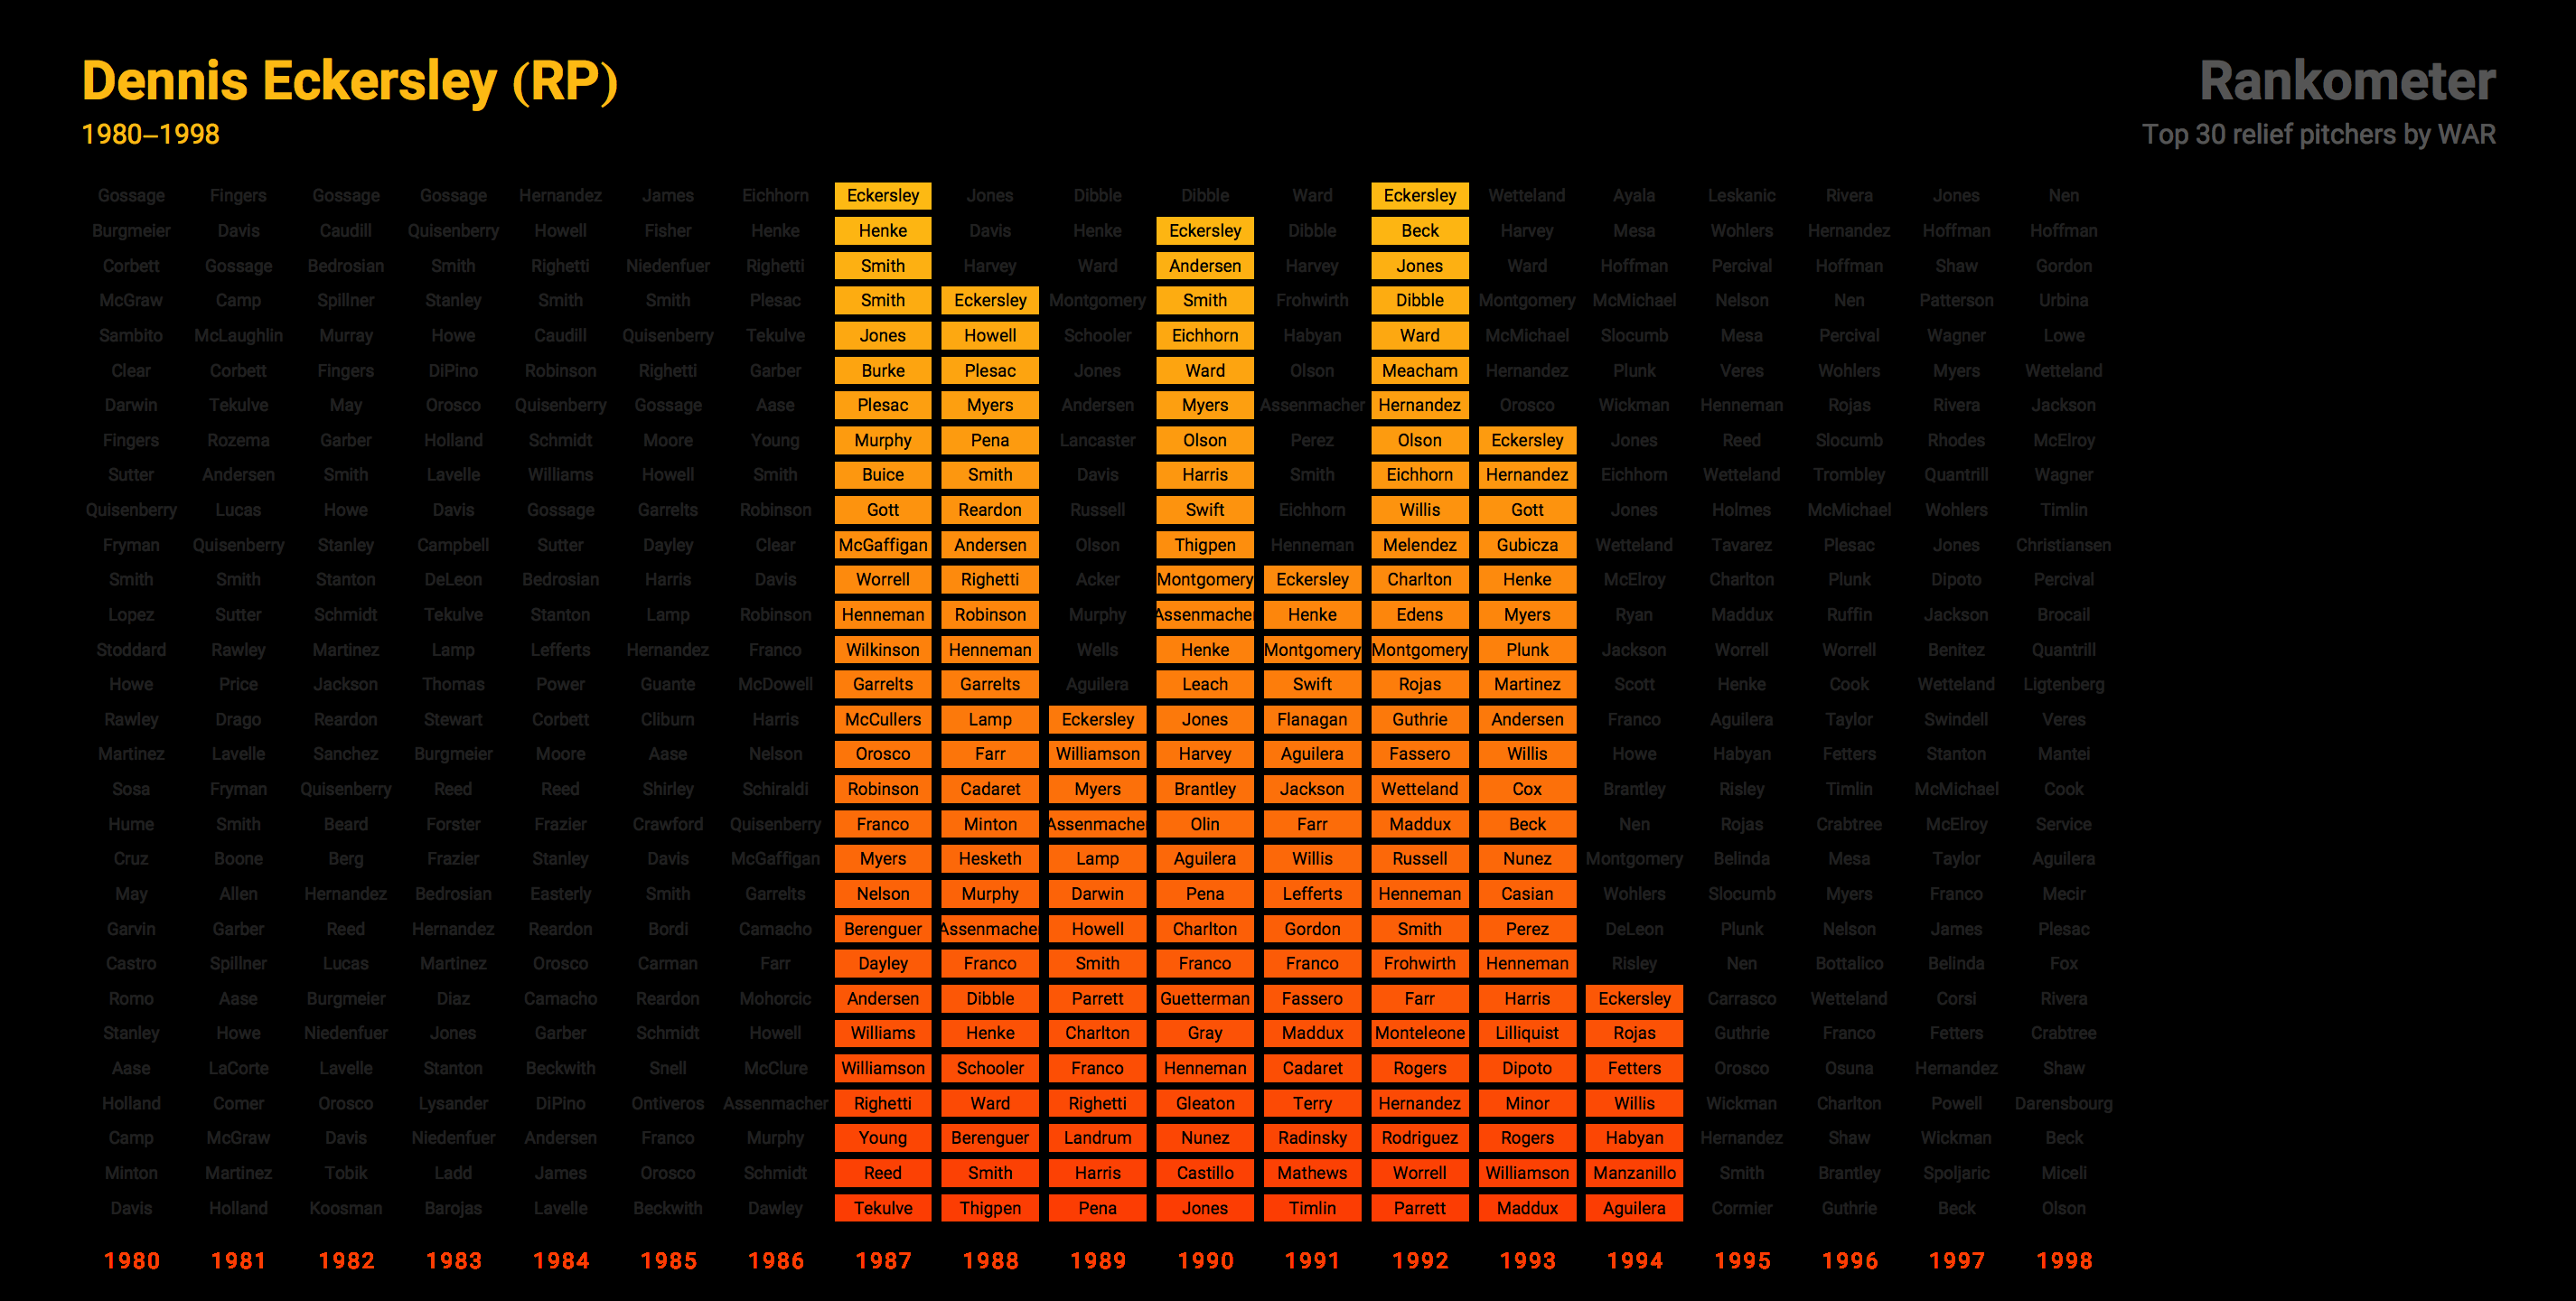 Dennis Eckersley (RP)
1980–1998
Rankometer
Top 30 relief pitchers by WAR
Gossage Fingers Gossage Gossage Hernandez James Eichhorn Eckersley Jones Dibble Dibble Ward Eckersley Wetteland Ayala Leskanic Rivera Jones Nen
Burgmeier Davis Caudill Quisenberry Howell Fisher Henke Henke Davis Henke Eckersley Dibble Beck Harvey Mesa Wohlers Hernandez Hoffman Hoffman
Corbett Gossage Bedrosian Smith Righetti Niedenfuer Righetti Smith Harvey Ward Andersen Harvey Jones Ward Hoffman Percival Hoffman Shaw Gordon
McGraw Camp Spillner Stanley Smith Smith Plesac Smith Eckersley Montgomery Smith Frohwirth Dibble Montgomery McMichael Nelson Nen Patterson Urbina
Sambito McLaughlin Murray Howe Caudill Quisenberry Tekulve Jones Howell Schooler Eichhorn Habyan Ward McMichael Slocumb Mesa Percival Wagner Lowe
Clear Corbett Fingers DiPino Robinson Righetti Garber Burke Plesac Jones Ward Olson Meacham Hernandez Plunk Veres Wohlers Myers Wetteland
Darwin Tekulve May Orosco Quisenberry Gossage Aase Plesac Myers Andersen Myers Assenmacher Hernandez Orosco Wickman Henneman Rojas Rivera Jackson
Fingers Rozema Garber Holland Schmidt Moore Young Murphy Pena Lancaster Olson Perez Olson Eckersley Jones Reed Slocumb Rhodes McElroy
Sutter Andersen Smith Lavelle Williams Howell Smith Buice Smith Davis Harris Smith Eichhorn Hernandez Eichhorn Wetteland Trombley Quantrill Wagner
Quisenberry Lucas Howe Davis Gossage Garrelts Robinson Gott Reardon Russell Swift Eichhorn Willis Gott Jones Holmes McMichael Wohlers Timlin
Fryman Quisenberry Stanley Campbell Sutter Dayley Clear McGaffigan Andersen Olson Thigpen Henneman Melendez Gubicza Wetteland Tavarez Plesac Jones Christiansen
Smith Smith Stanton DeLeon Bedrosian Harris Davis Worrell Righetti Acker Montgomery Eckersley Charlton Henke McElroy Charlton Plunk Dipoto Percival
Lopez Sutter Schmidt Tekulve Stanton Lamp Robinson Henneman Robinson Murphy Assenmacher Henke Edens Myers Ryan Maddux Ruffin Jackson Brocail
Stoddard Rawley Martinez Lamp Lefferts Hernandez Franco Wilkinson Henneman Wells Henke Montgomery Montgomery Plunk Jackson Worrell Worrell Benitez Quantrill
Howe Price Jackson Thomas Power Guante McDowell Garrelts Garrelts Aguilera Leach Swift Rojas Martinez Scott Henke Cook Wetteland Ligtenberg
Rawley Drago Reardon Stewart Corbett Cliburn Harris McCullers Lamp Eckersley Jones Flanagan Guthrie Andersen Franco Aguilera Taylor Swindell Veres
Martinez Lavelle Sanchez Burgmeier Moore Aase Nelson Orosco Farr Williamson Harvey Aguilera Fassero Willis Howe Habyan Fetters Stanton Mantei
Sosa Fryman Quisenberry Reed Reed Shirley Schiraldi Robinson Cadaret Myers Brantley Jackson Wetteland Cox Brantley Risley Timlin McMichael Cook
Hume Smith Beard Forster Frazier Crawford Quisenberry Franco Minton Assenmacher Olin Farr Maddux Beck Nen Rojas Crabtree McElroy Service
Cruz Boone Berg Frazier Stanley Davis McGaffigan Myers Hesketh Lamp Aguilera Willis Russell Nunez Montgomery Belinda Mesa Taylor Aguilera
May Allen Hernandez Bedrosian Easterly Smith Garrelts Nelson Murphy Darwin Pena Lefferts Henneman Casian Wohlers Slocumb Myers Franco Mecir
Garvin Garber Reed Hernandez Reardon Bordi Camacho Berenguer Assenmacher Howell Charlton Gordon Smith Perez DeLeon Plunk Nelson James Plesac
Castro Spillner Lucas Martinez Orosco Carman Farr Dayley Franco Smith Franco Franco Frohwirth Henneman Risley Nen Bottalico Belinda Fox
Romo Aase Burgmeier Diaz Camacho Reardon Mohorcic Andersen Dibble Parrett Guetterman Fassero Farr Harris Eckersley Carrasco Wetteland Corsi Rivera
Stanley Howe Niedenfuer Jones Garber Schmidt Howell Williams Henke Charlton Gray Maddux Monteleone Lilliquist Rojas Guthrie Franco Fetters Crabtree
Aase LaCorte Lavelle Stanton Beckwith Snell McClure Williamson Schooler Franco Henneman Cadaret Rogers Dipoto Fetters Orosco Osuna Hernandez Shaw
Holland Comer Orosco Lysander DiPino Ontiveros Assenmacher Righetti Ward Righetti Gleaton Terry Hernandez Minor Willis Wickman Charlton Powell Darensbourg
Camp McGraw Davis Niedenfuer Andersen Franco Murphy Young Berenguer Landrum Nunez Radinsky Rodriguez Rogers Habyan Hernandez Shaw Wickman Beck
Minton Martinez Tobik Ladd James Orosco Schmidt Reed Smith Harris Castillo Mathews Worrell Williamson Manzanillo Smith Brantley Spoljaric Miceli
Davis Holland Koosman Barojas Lavelle Beckwith Dawley Tekulve Thigpen Pena Jones Timlin Parrett Maddux Aguilera Cormier Guthrie Beck Olson
1980 1981 1982 1983 1984 1985 1986 1987 1988 1989 1990 1991 1992 1993 1994 1995 1996 1997 1998